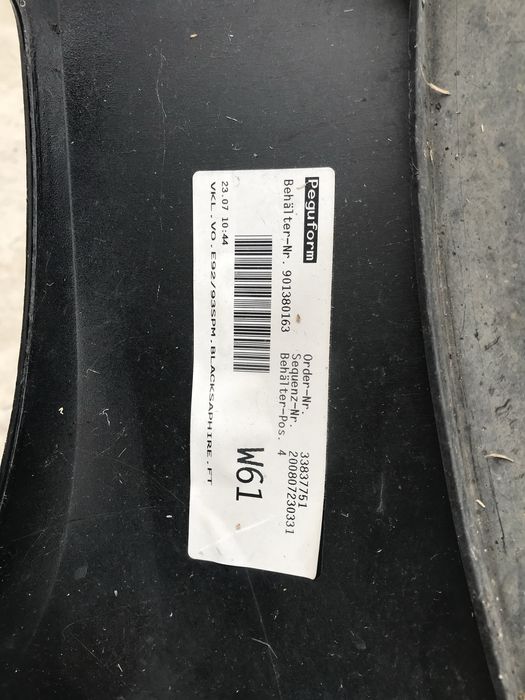 Peguform
Behälter-Nr. 901380163
Order-Nr. 33837751
Sequenz-Nr. 200807230331
Behälter-Pos. 4
W61
23.07 10:44
VKL.VO.E92/93SPM.BLACKSAPHIRE.FT